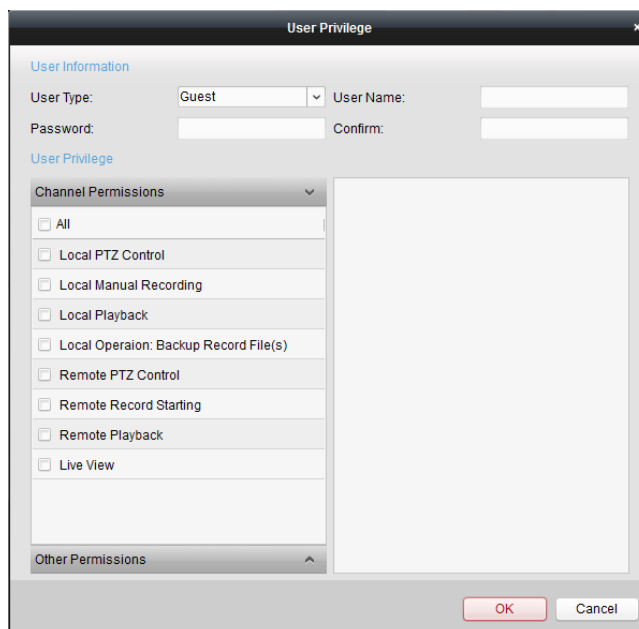 User Privilege
User Information
User Type: Guest User Name:
Password: Confirm:
User Privilege
Channel Permissions
All
Local PTZ Control
Local Manual Recording
Local Playback
Local Operaion: Backup Record File(s)
Remote PTZ Control
Remote Record Starting
Remote Playback
Live View
Other Permissions
OK Cancel